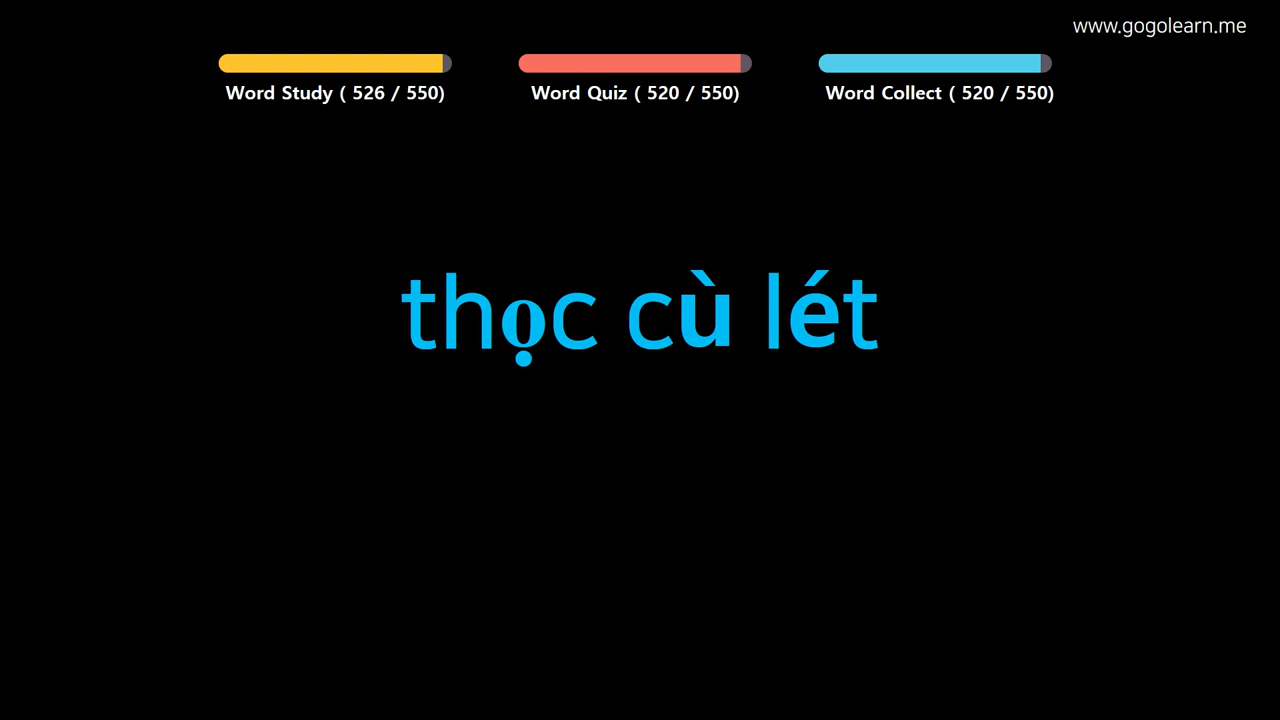 www.gogolearn.me
Word Study ( 526 / 550)
Word Quiz ( 520 / 550)
Word Collect ( 520 / 550)
thọc cù lét